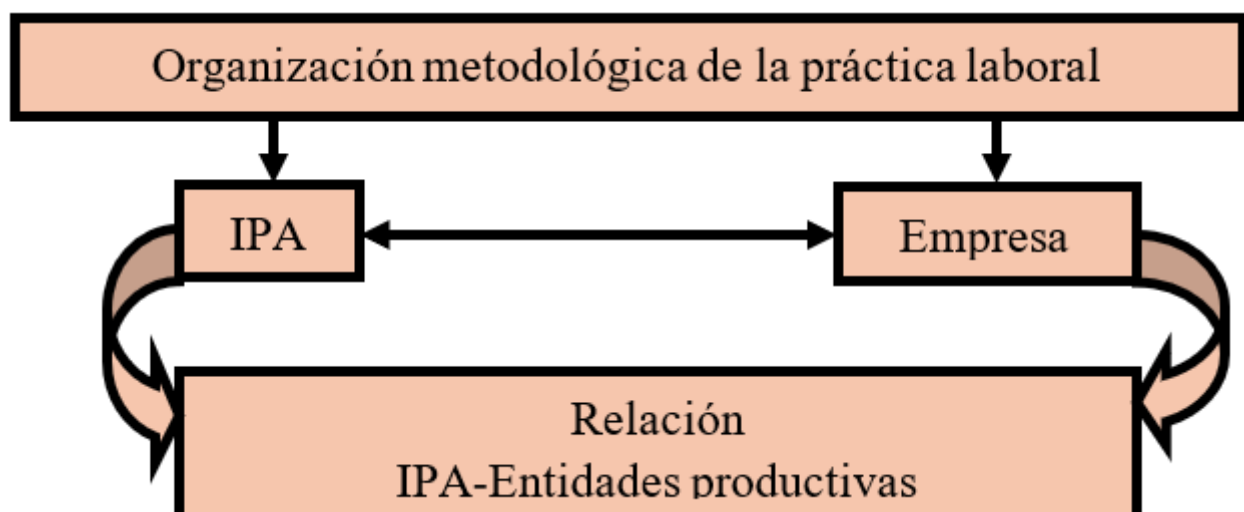 Organización metodológica de la práctica laboral
IPA
Empresa
Relación
IPA-Entidades productivas